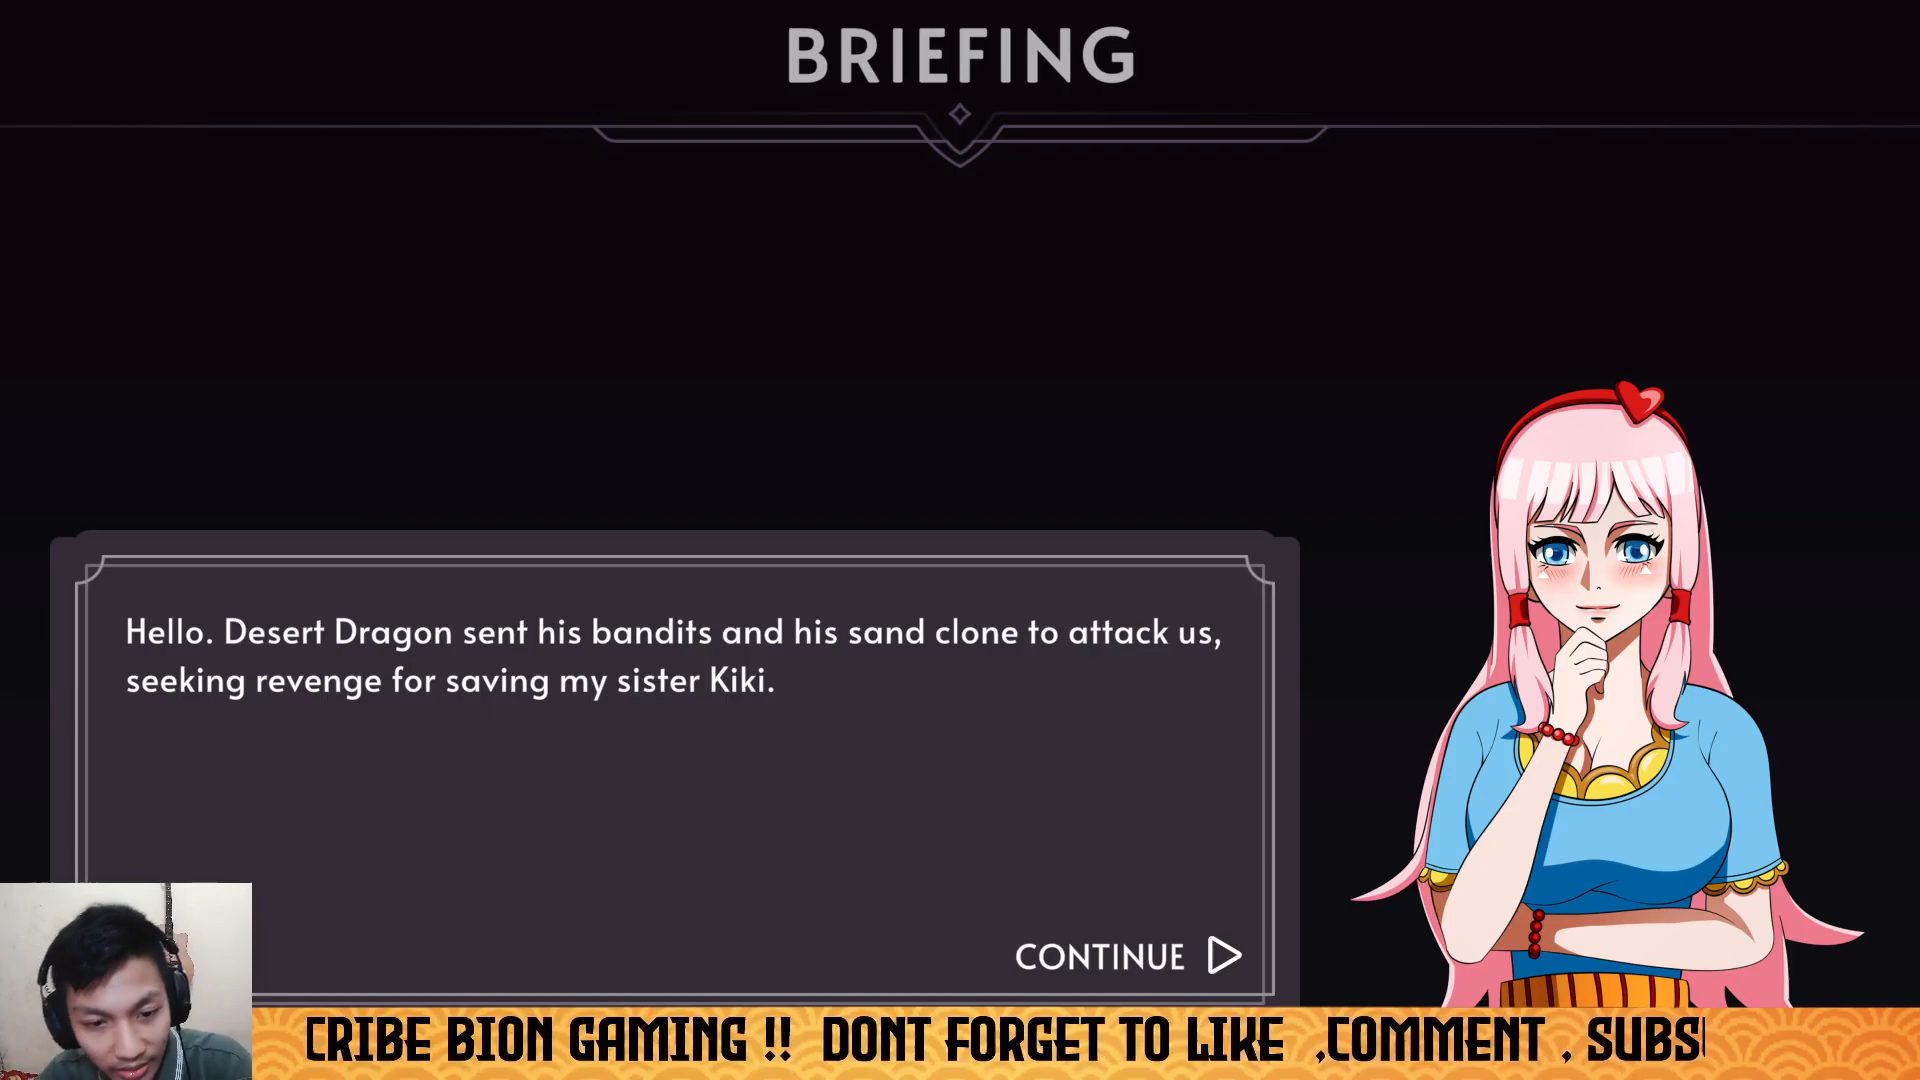 BRIEFING
Hello. Desert Dragon sent his bandits and his sand clone to attack us,
seeking revenge for saving my sister Kiki.
CONTINUE
CRIBE BION GAMING !! DONT FORGET TO LIKE ,COMMENT , SUBS